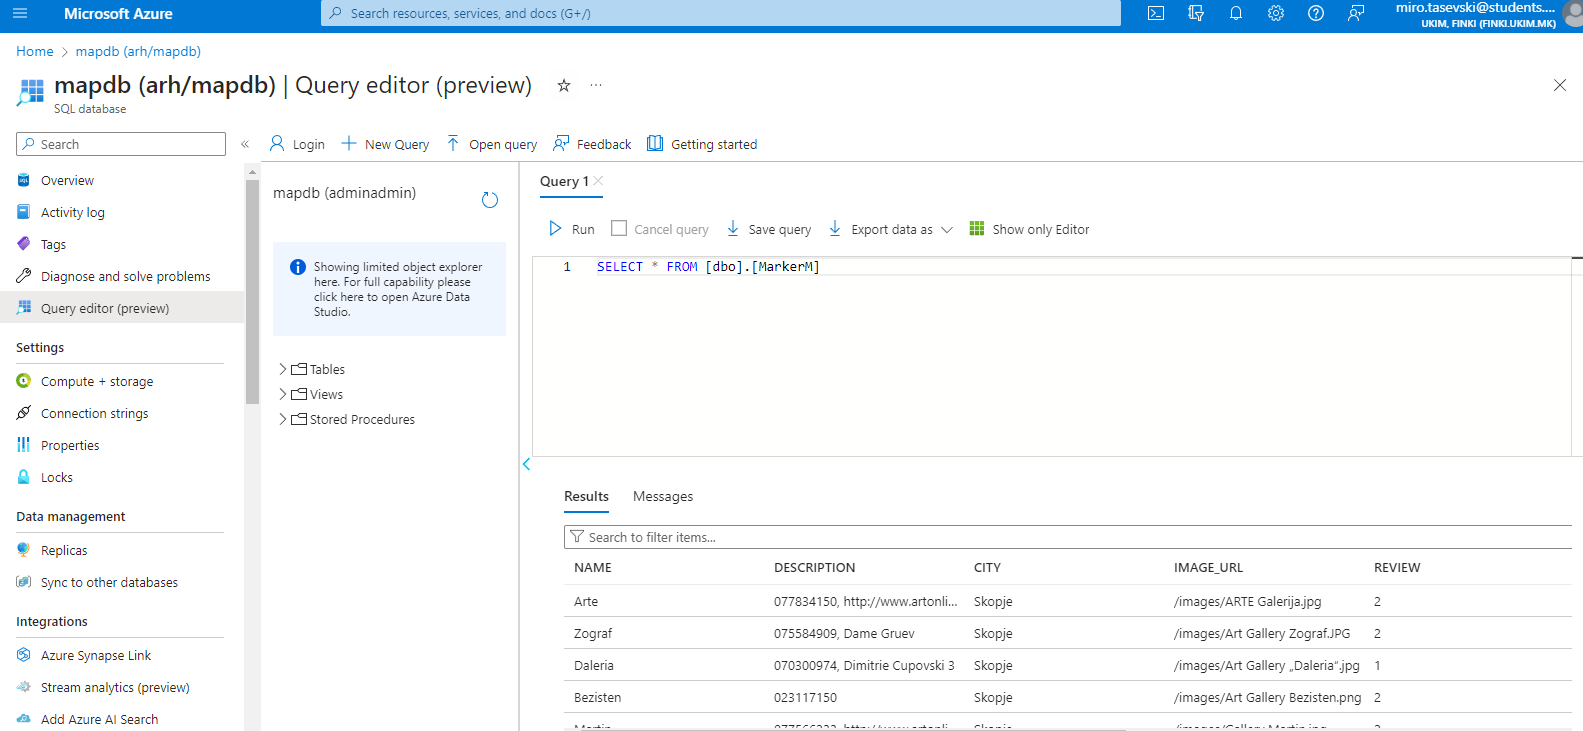 Microsoft Azure
Search resources, services, and docs (G+/)
miro.tasevski@students....
UKIM, FINKI (FINKI.UKIM.MK)
Home > mapdb (arh/mapdb)
mapdb (arh/mapdb) | Query editor (preview)
SQL database
Search
Overview
Activity log
Tags
Diagnose and solve problems
Query editor (preview)
Settings
Compute + storage
Connection strings
Properties
Locks
Data management
Replicas
Sync to other databases
Integrations
Azure Synapse Link
Stream analytics (preview)
Add Azure AI Search
Login New Query Open query Feedback Getting started
mapdb (adminadmin)
Showing limited object explorer
here. For full capability please
click here to open Azure Data
Studio.
Tables
Views
Stored Procedures
Query 1
Run Cancel query Save query Export data as Show only Editor
1 SELECT * FROM [dbo].[MarkerM]
Results Messages
Search to filter items...
NAME DESCRIPTION CITY IMAGE_URL REVIEW
Arte 077834150, http://www.artonli... Skopje /images/ARTE Galerija.jpg 2
Zograf 075584909, Dame Gruev Skopje /images/Art Gallery Zograf.JPG 2
Daleria 070300974, Dimitrie Cupovski 3 Skopje /images/Art Gallery „Daleria“.jpg 1
Bezisten 023117150 Skopje /images/Art Gallery Bezisten.png 2